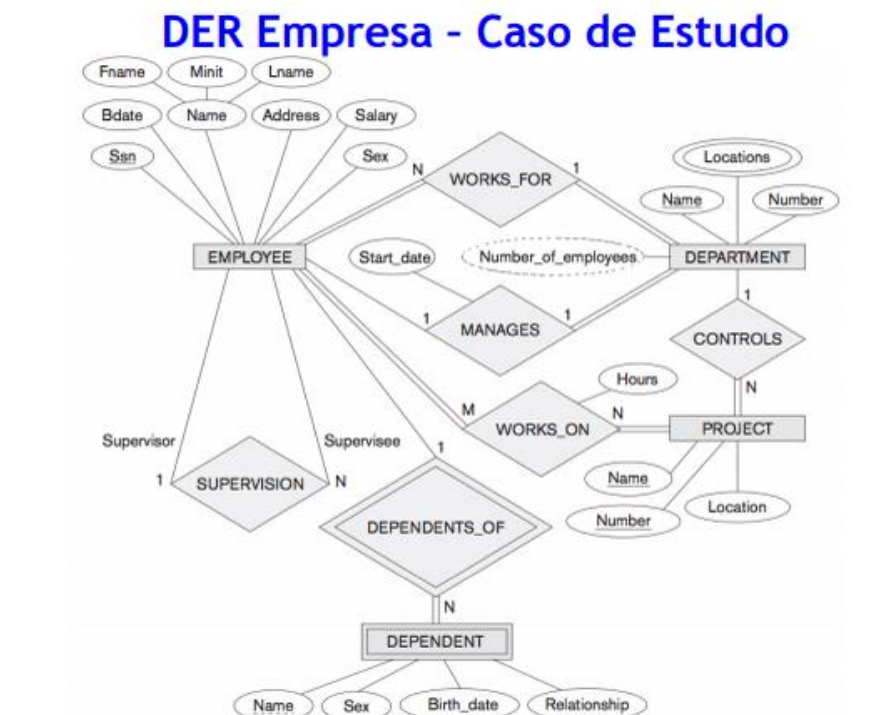 DER Empresa – Caso de Estudo
Fname Minit Lname
Bdate Name Address Salary
Ssn Sex
N WORKS_FOR 1
Locations
Name Number
EMPLOYEE Start_date Number_of_employees DEPARTMENT
1 MANAGES 1
1
CONTROLS
N
Hours
M WORKS_ON N PROJECT
Supervisor Supervisee
1 SUPERVISION N
1
Name
Number Location
DEPENDENTS_OF
N
DEPENDENT
Name Sex Birth_date Relationship